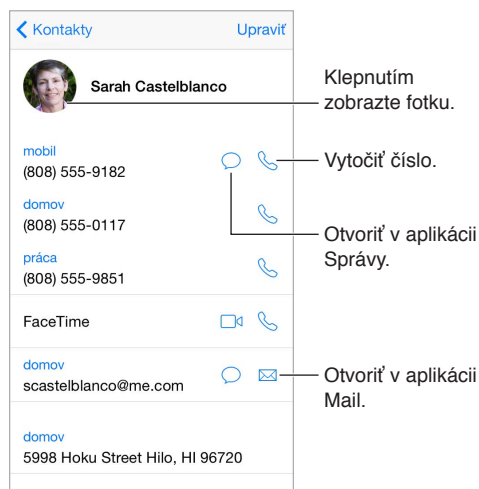 Kontakty
Upraviť
Sarah Castelblanco
Klepnutím
zobrazte fotku.
mobil
(808) 555-9182
Vytočiť číslo.
domov
(808) 555-0117
Otvoriť v aplikácii
Správy.
práca
(808) 555-9851
FaceTime
domov
scastelblanco@me.com
Otvoriť v aplikácii
Mail.
domov
5998 Hoku Street Hilo, HI 96720